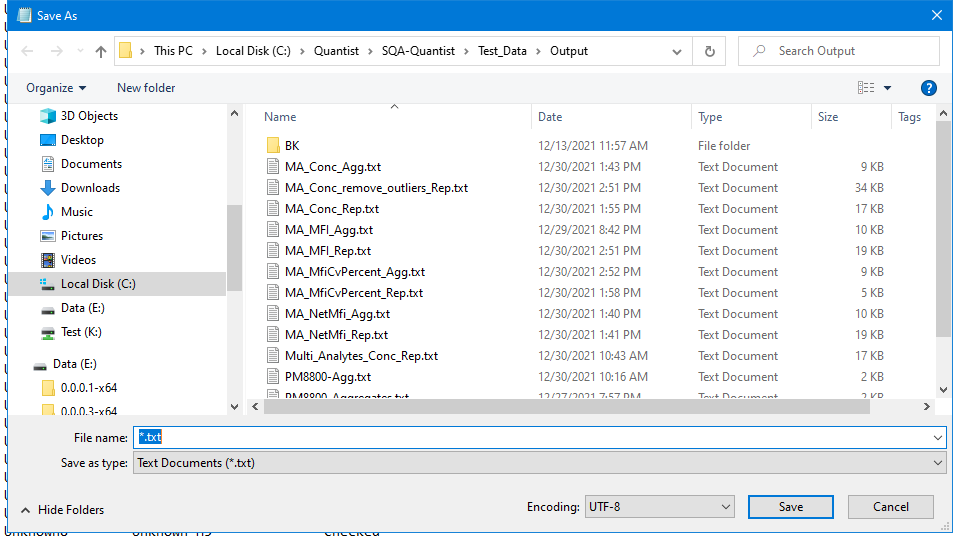 Save As
This PC > Local Disk (C:) > Quantist > SQA-Quantist > Test_Data > Output
Search Output
Organize New folder
3D Objects
Desktop
Documents
Downloads
Music
Pictures
Videos
Local Disk (C:)
Data (E:)
Test (K:)
Data (E:)
0.0.0.1-x64
0.0.0.3-x64
Name Date Type Size Tags
BK 12/13/2021 11:57 AM File folder
MA_Conc_Agg.txt 12/30/2021 1:43 PM Text Document 9 KB
MA_Conc_remove_outliers_Rep.txt 12/30/2021 2:51 PM Text Document 34 KB
MA_Conc_Rep.txt 12/30/2021 1:55 PM Text Document 17 KB
MA_MFI_Agg.txt 12/29/2021 8:42 PM Text Document 10 KB
MA_MFI_Rep.txt 12/30/2021 2:51 PM Text Document 19 KB
MA_MfiCvPercent_Agg.txt 12/30/2021 2:52 PM Text Document 9 KB
MA_MfiCvPercent_Rep.txt 12/30/2021 1:58 PM Text Document 5 KB
MA_NetMfi_Agg.txt 12/30/2021 1:40 PM Text Document 10 KB
MA_NetMfi_Rep.txt 12/30/2021 1:41 PM Text Document 19 KB
Multi_Analytes_Conc_Rep.txt 12/30/2021 10:43 AM Text Document 17 KB
PM8800-Agg.txt 12/30/2021 10:16 AM Text Document 2 KB
PM8800-Aggregates.txt 12/27/2021 7:57 PM Text Document 2 KB
File name: *.txt
Save as type: Text Documents (*.txt)
Hide Folders
Encoding: UTF-8 Save Cancel